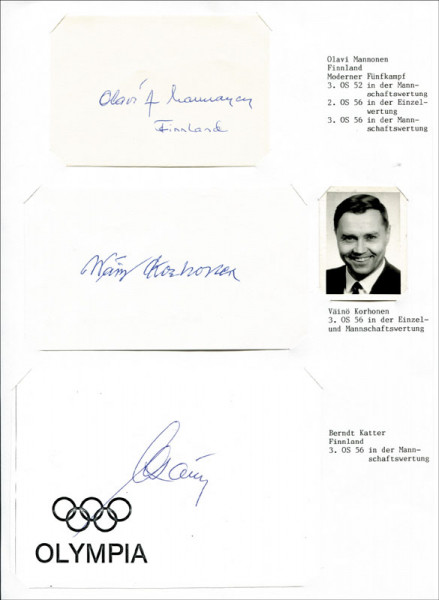 Olavi Mannonen
Finnland
Moderner Fünfkampf
3. OS 52 in der Mann-
schaftswertung
2. OS 56 in der Einzel-
wertung
3. OS 56 in der Mann-
schaftswertung
Olavi
Finnland
Väinö Korhonen
Väinö Korhonen
3. OS 56 in der Einzel-
und Mannschaftswertung
Berndt Katter
Finnland
3. OS 56 in der Mann-
schaftswertung
OLYMPIA